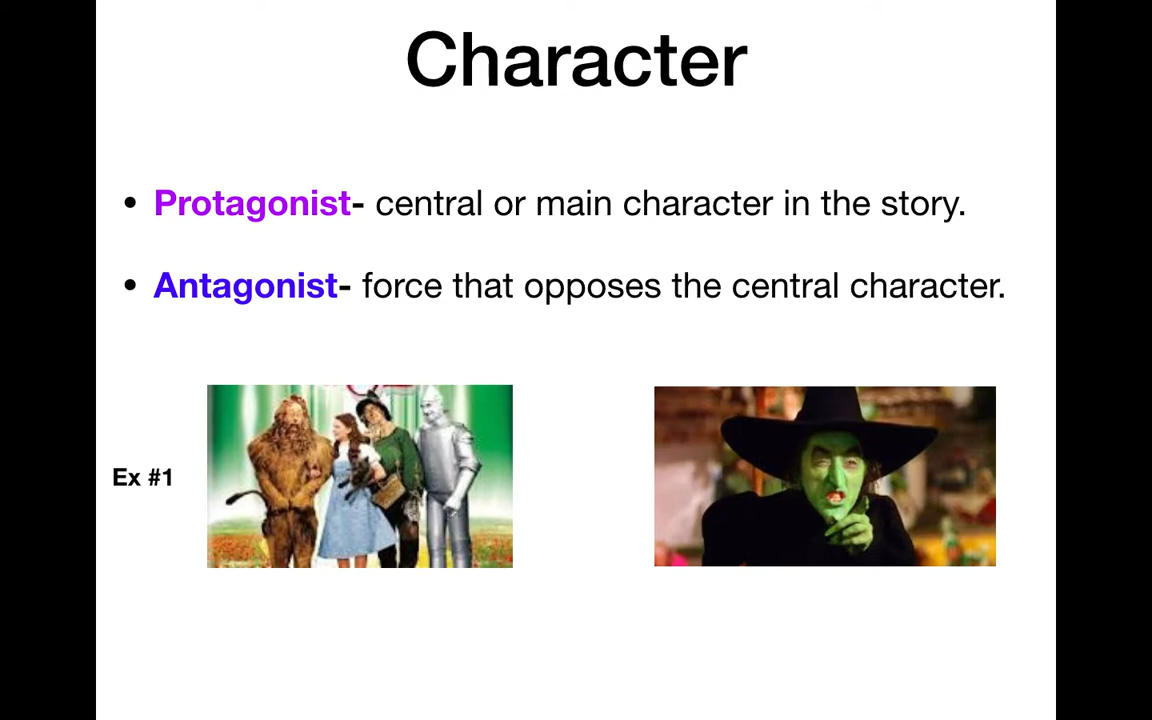 Character
• Protagonist- central or main character in the story.
• Antagonist- force that opposes the central character.
Ex #1